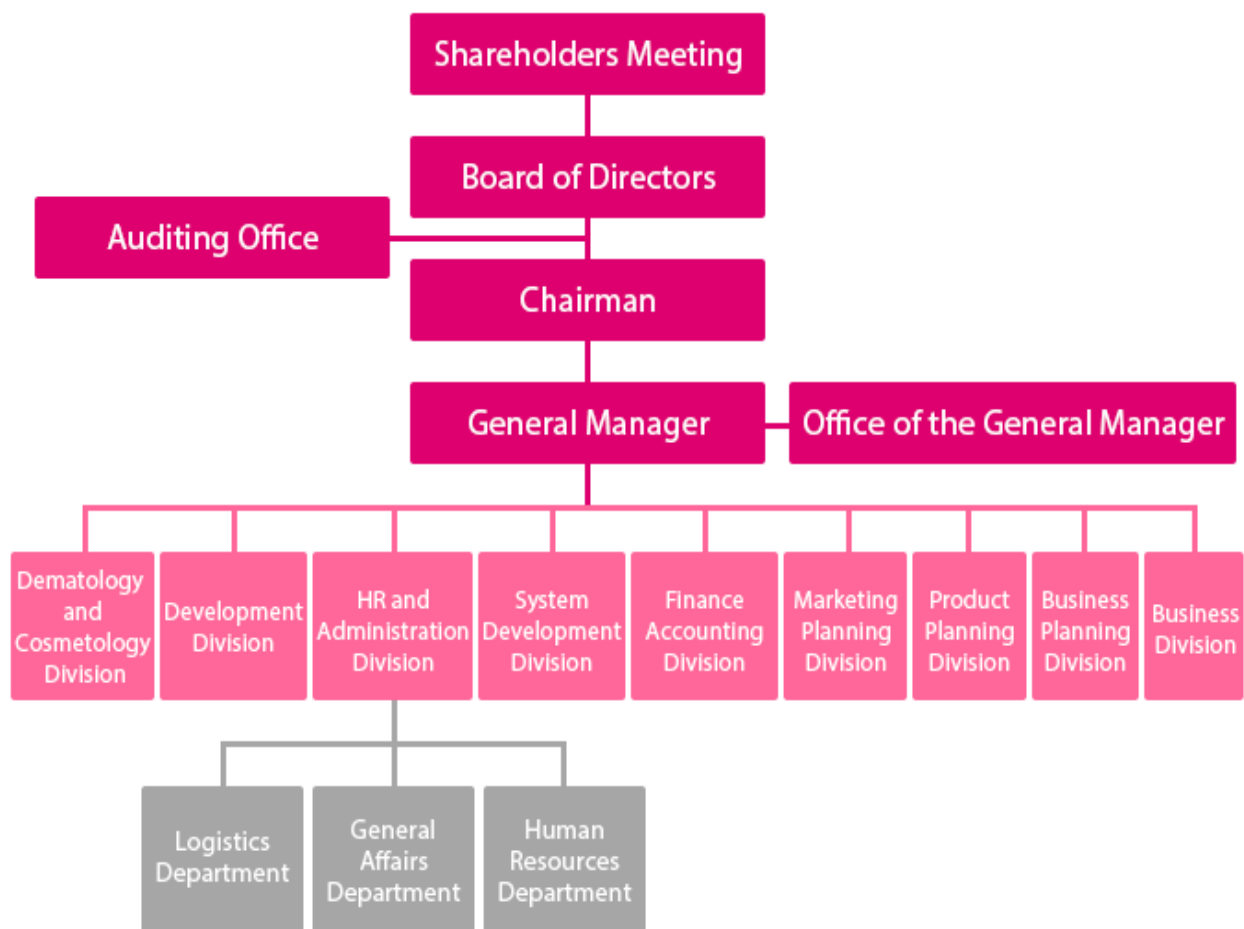 Shareholders Meeting
Board of Directors
Auditing Office
Chairman
General Manager
Office of the General Manager
Dematology
and
Cosmetology
Division
Development
Division
HR and
Administration
Division
System
Development
Division
Finance
Accounting
Division
Marketing
Planning
Division
Product
Planning
Division
Business
Planning
Division
Business
Division
Logistics
Department
General
Affairs
Department
Human
Resources
Department